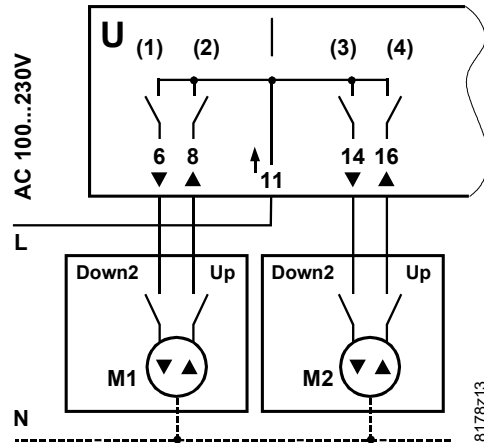 U (1) (2) (3) (4)
AC 100...230V
6 8 11 14 16
L
Down2 Up Down2 Up
M1 M2
N
8178z13